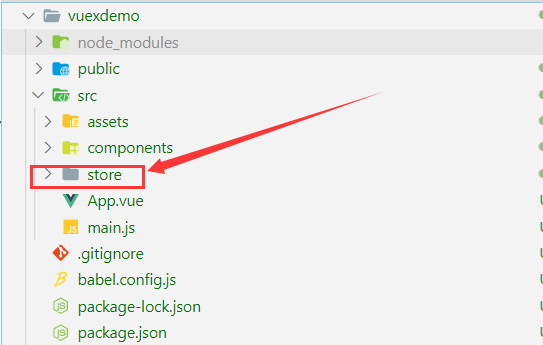 vuexdemo
node_modules
public
src
assets
components
store
App.vue
main.js
.gitignore
babel.config.js
package-lock.json
package.json